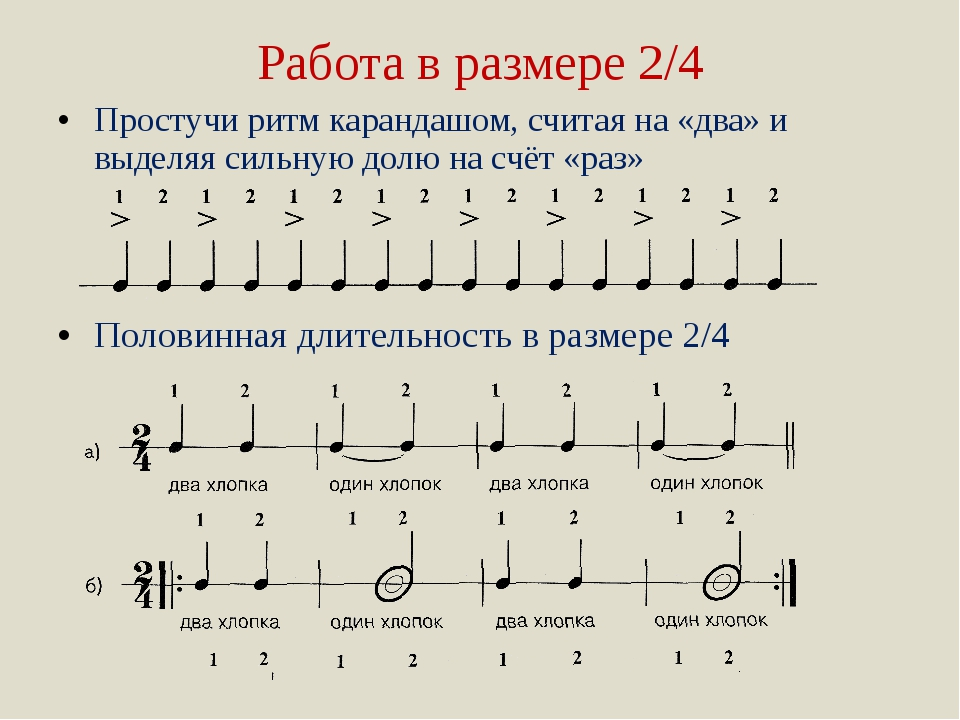 Работа в размере 2/4
• Простучи ритм карандашом, считая на «два» и
выделяя сильную долю на счёт «раз»
1 2 1 2 1 2 1 2 1 2 1 2 1 2 1 2
• Половинная длительность в размере 2/4
1 2 1 2 1 2 1 2
а) 2/4
два хлопка один хлопок два хлопка один хлопок
1 2 1 2 1 2 1 2
б) 2/4
два хлопка один хлопок два хлопка один хлопок
1 2 1 2 1 2 1 2